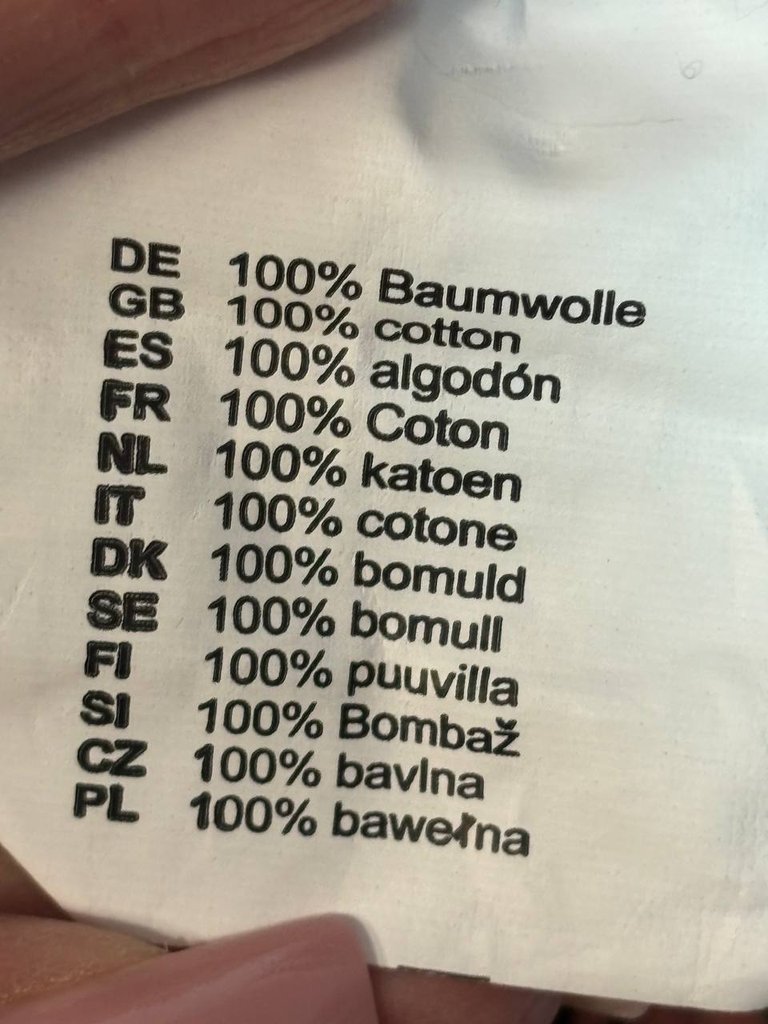 DE 100% Baumwolle
GB 100% cotton
ES 100% algodón
FR 100% Coton
NL 100% katoen
IT 100% cotone
DK 100% bomuld
SE 100% bomull
FI 100% puuvilla
SI 100% Bombaž
CZ 100% bavlna
PL 100% bawełna